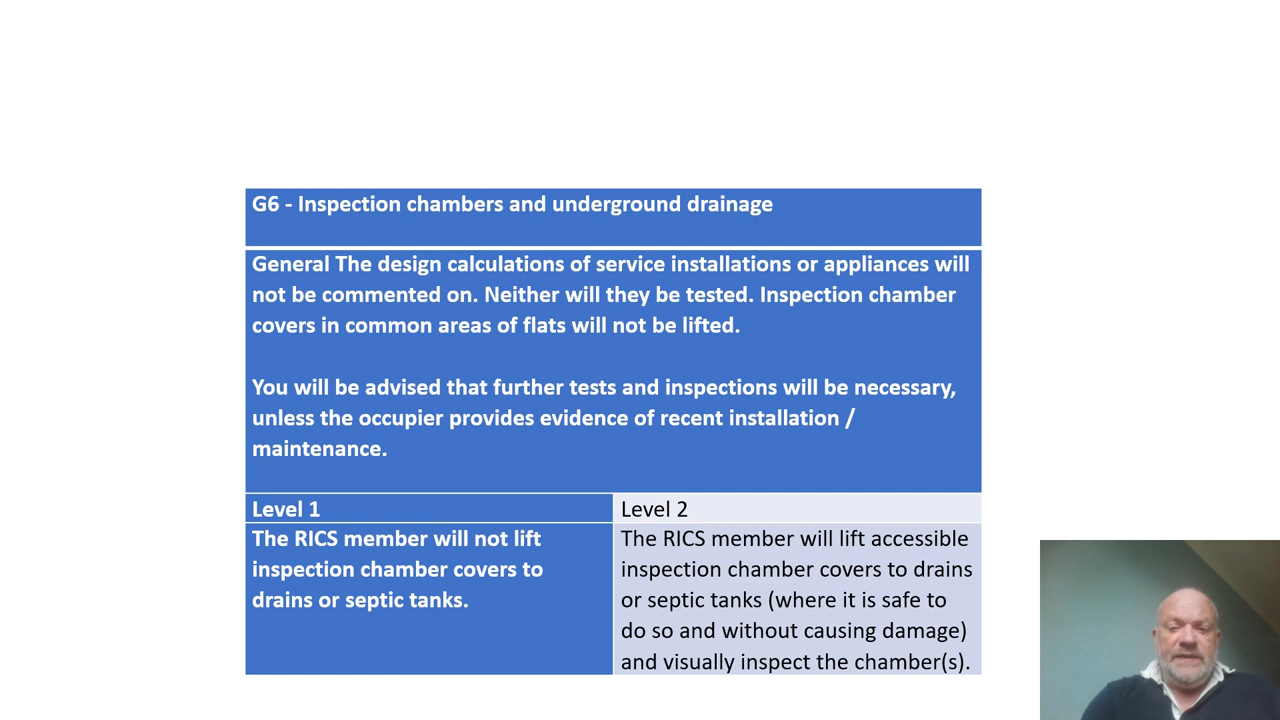 G6 - Inspection chambers and underground drainage
General The design calculations of service installations or appliances will
not be commented on. Neither will they be tested. Inspection chamber
covers in common areas of flats will not be lifted.
You will be advised that further tests and inspections will be necessary,
unless the occupier provides evidence of recent installation /
maintenance.
Level 1
The RICS member will not lift
inspection chamber covers to
drains or septic tanks.
Level 2
The RICS member will lift accessible
inspection chamber covers to drains
or septic tanks (where it is safe to
do so and without causing damage)
and visually inspect the chamber(s).